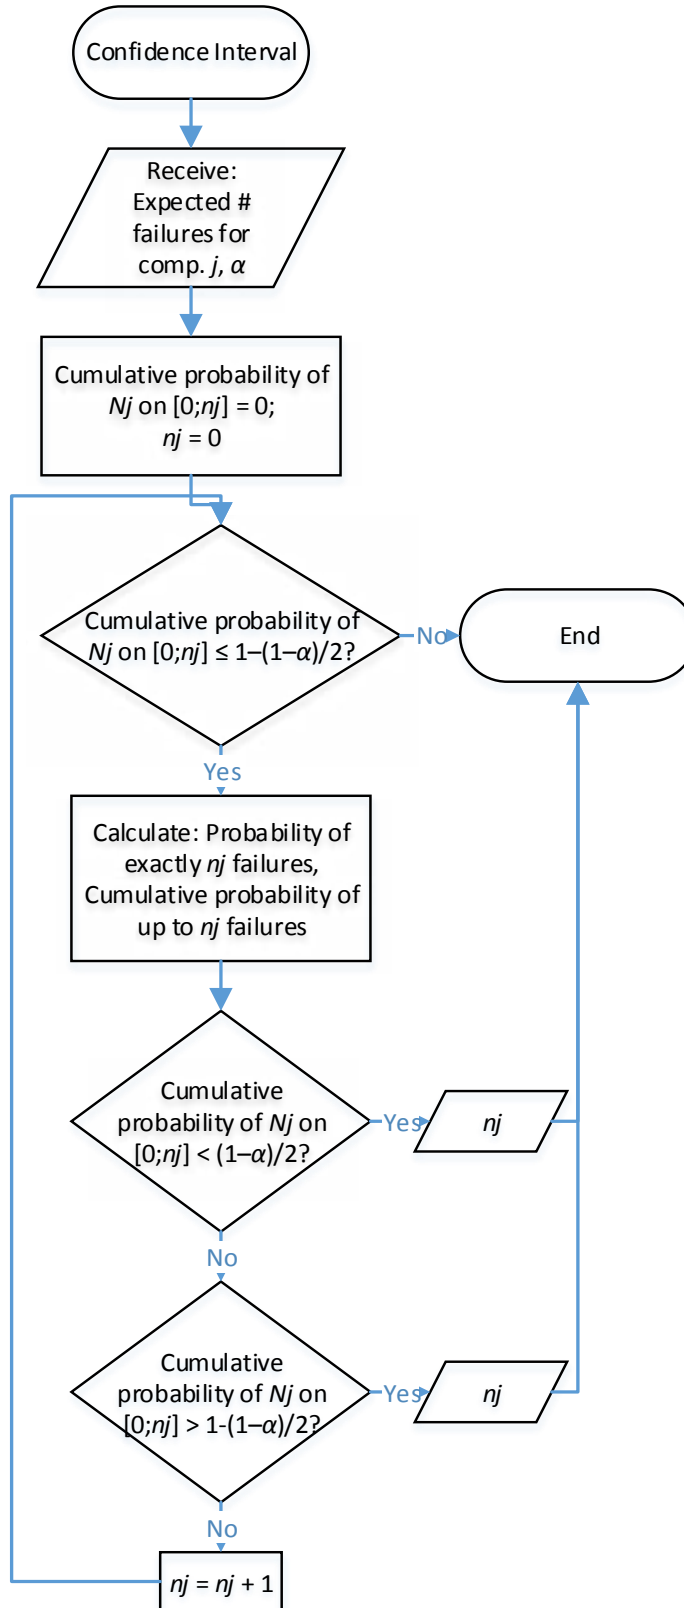 Confidence Interval
Receive:
Expected #
failures for
comp. j, α
Cumulative probability of
Nj on [0;nj] = 0;
nj = 0
Cumulative probability of
Nj on [0;nj] ≤ 1–(1–α)/2?
No
End
Yes
Calculate: Probability of
exactly nj failures,
Cumulative probability of
up to nj failures
Cumulative
probability of Nj on
[0;nj] < (1–α)/2?
Yes
nj
No
Cumulative
probability of Nj on
[0;nj] > 1-(1–α)/2?
Yes
nj
No
nj = nj + 1